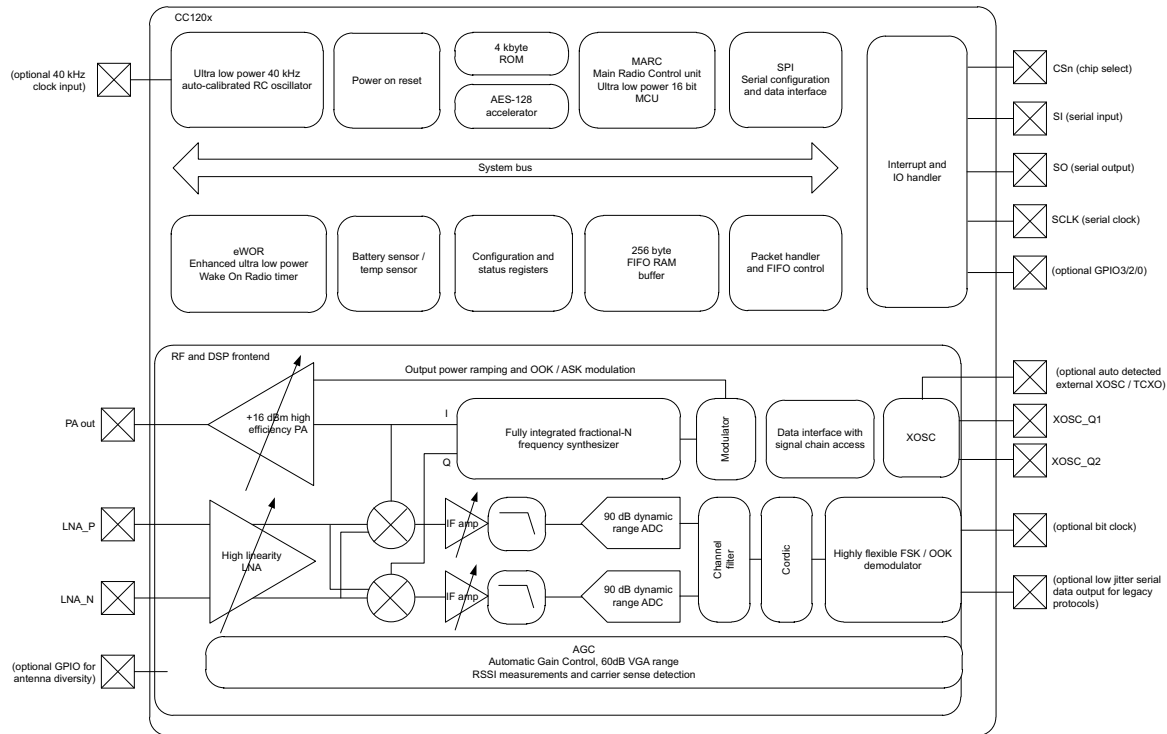 CC120x
(optional 40 kHz
clock input)
Ultra low power 40 kHz
auto-calibrated RC oscillator
Power on reset
4 kbyte
ROM
AES-128
accelerator
MARC
Main Radio Control unit
Ultra low power 16 bit
MCU
SPI
Serial configuration
and data interface
Interrupt and
IO handler
CSn (chip select)
SI (serial input)
SO (serial output)
SCLK (serial clock)
(optional GPIO3/2/0)
System bus
eWOR
Enhanced ultra low power
Wake On Radio timer
Battery sensor /
temp sensor
Configuration and
status registers
256 byte
FIFO RAM
buffer
Packet handler
and FIFO control
RF and DSP frontend
Output power ramping and OOK / ASK modulation
(optional auto detected
external XOSC / TCXO)
PA out
+16 dBm high
efficiency PA
I
Q
Fully integrated fractional-N
frequency synthesizer
Modulator
Data interface with
signal chain access
XOSC
XOSC_Q1
XOSC_Q2
LNA_P
LNA_N
High linearity
LNA
IF amp
90 dB dynamic
range ADC
IF amp
90 dB dynamic
range ADC
Channel
filter
Cordic
Highly flexible FSK / OOK
demodulator
(optional bit clock)
(optional low jitter serial
data output for legacy
protocols)
(optional GPIO for
antenna diversity)
AGC
Automatic Gain Control, 60dB VGA range
RSSI measurements and carrier sense detection